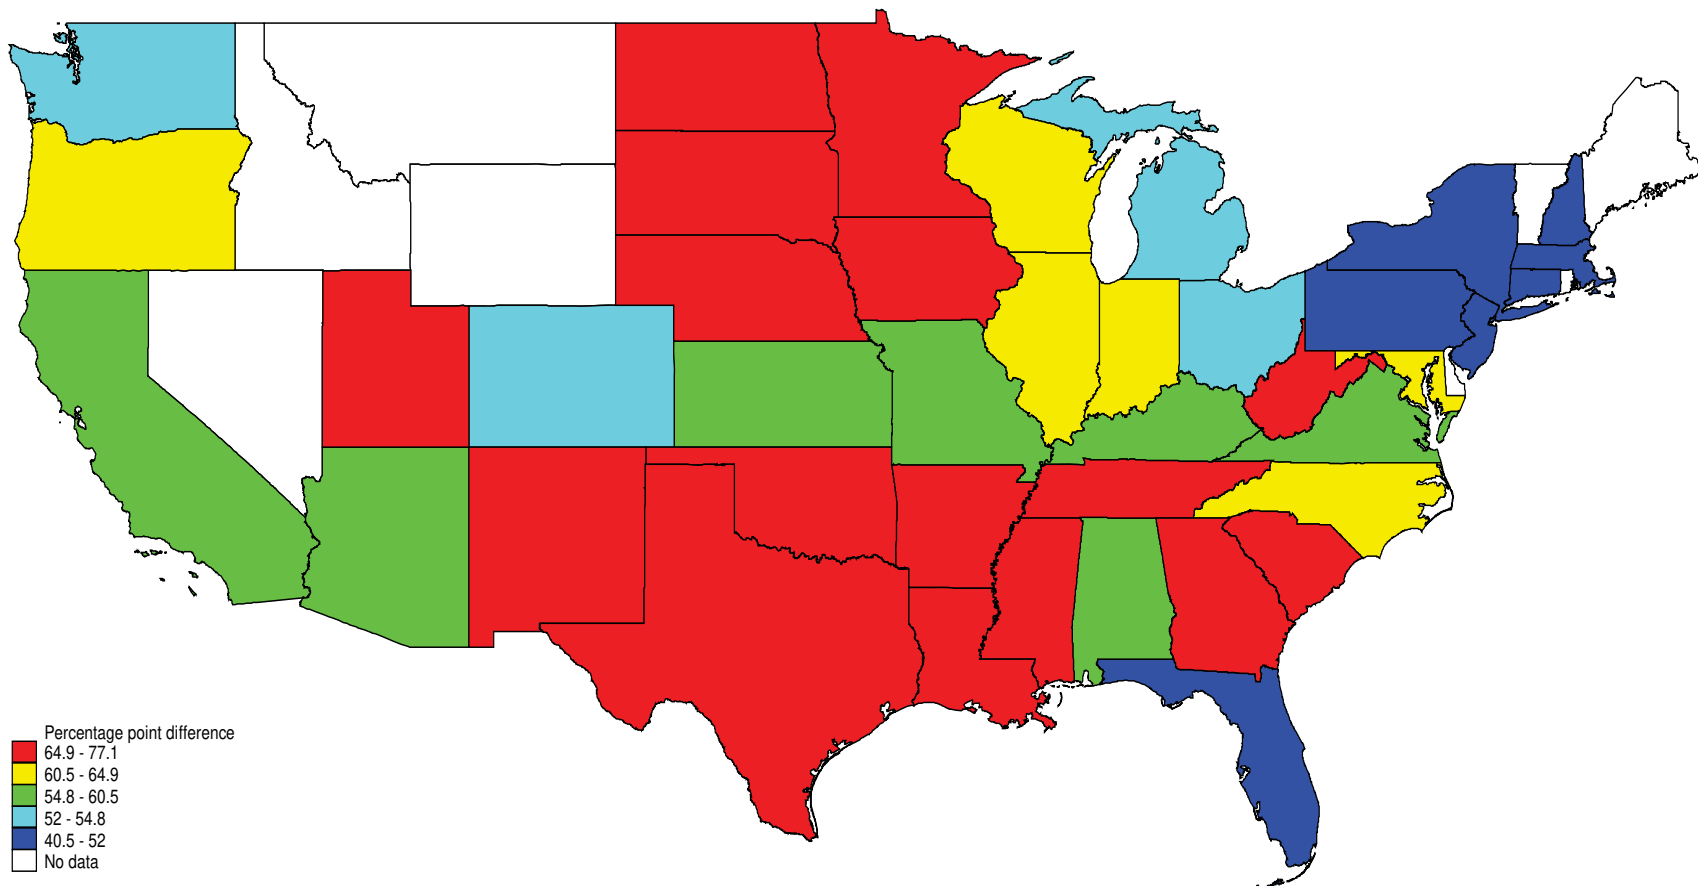 Percentage point difference
64.9 - 77.1
60.5 - 64.9
54.8 - 60.5
52 - 54.8
40.5 - 52
No data